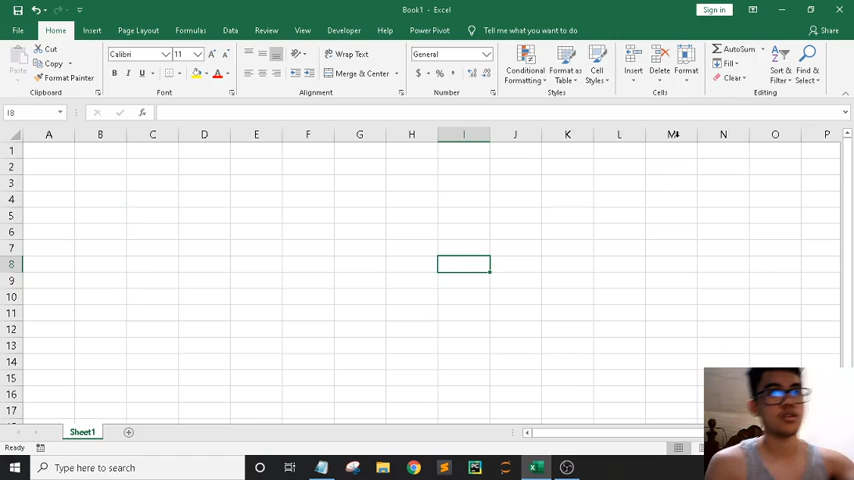 Book1 - Excel
Sign in
File Home Insert Page Layout Formulas Data Review View Developer Help Power Pivot Tell me what you want to do Share
Paste Cut Copy Format Painter
Calibri 11 A A Wrap Text General
B I U A Merge & Center $ % ,
Conditional Formatting Format as Table Cell Styles
Insert Delete Format
AutoSum Fill Clear
Sort & Filter Find & Select
Clipboard Font Alignment Number Styles Cells Editing
I8 fx
A B C D E F G H I J K L M N O P
1
2
3
4
5
6
7
8
9
10
11
12
13
14
15
16
17
Sheet1
Ready
Type here to search